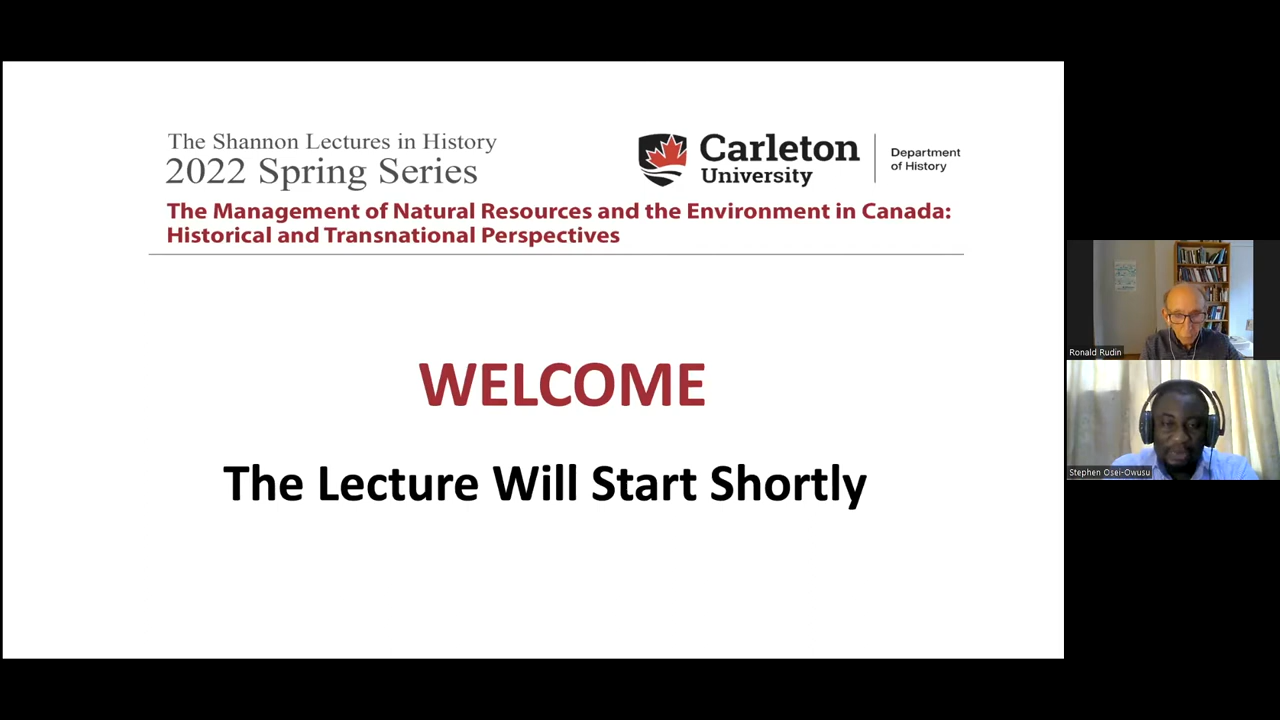 The Shannon Lectures in History
2022 Spring Series
Carleton
University
Department
of History
The Management of Natural Resources and the Environment in Canada:
Historical and Transnational Perspectives
WELCOME
The Lecture Will Start Shortly
Ronald Rudin
Stephen Osei-Owusu